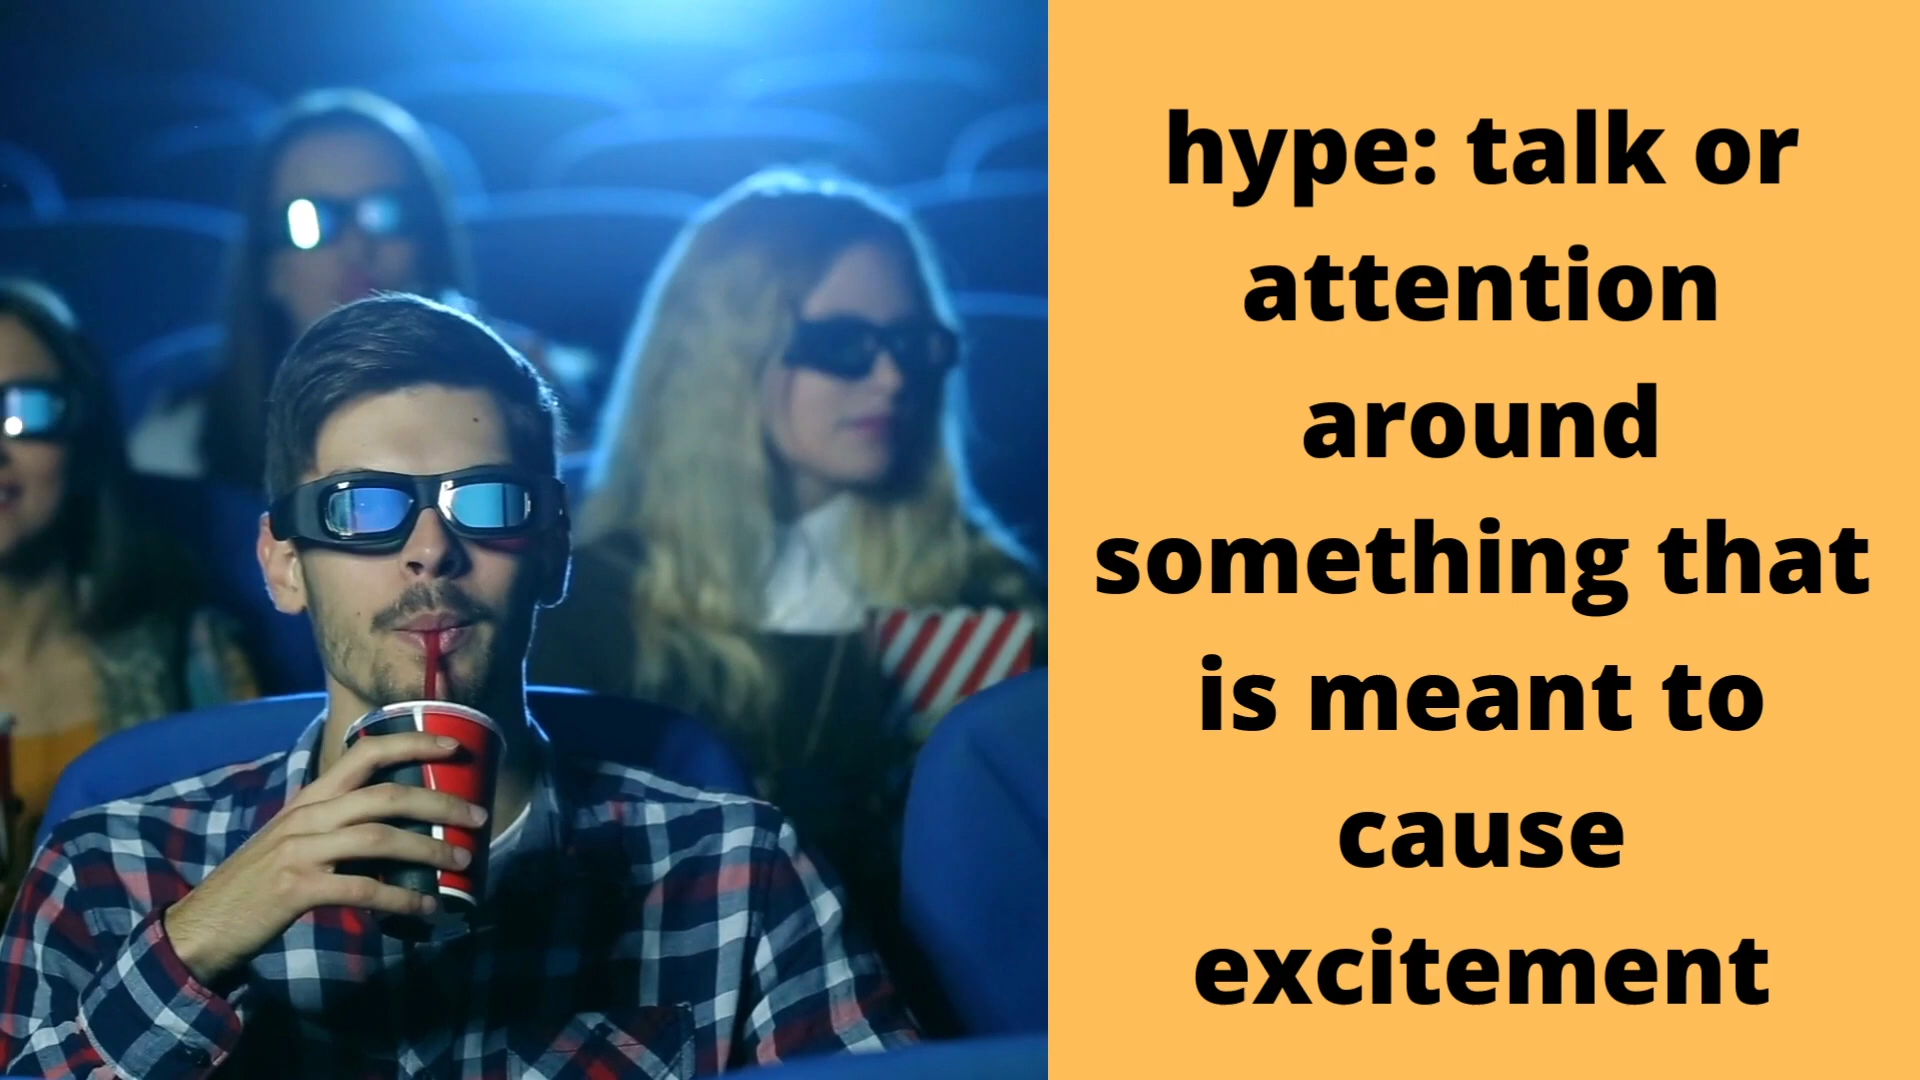 hype: talk or
attention
around
something that
is meant to
cause
excitement